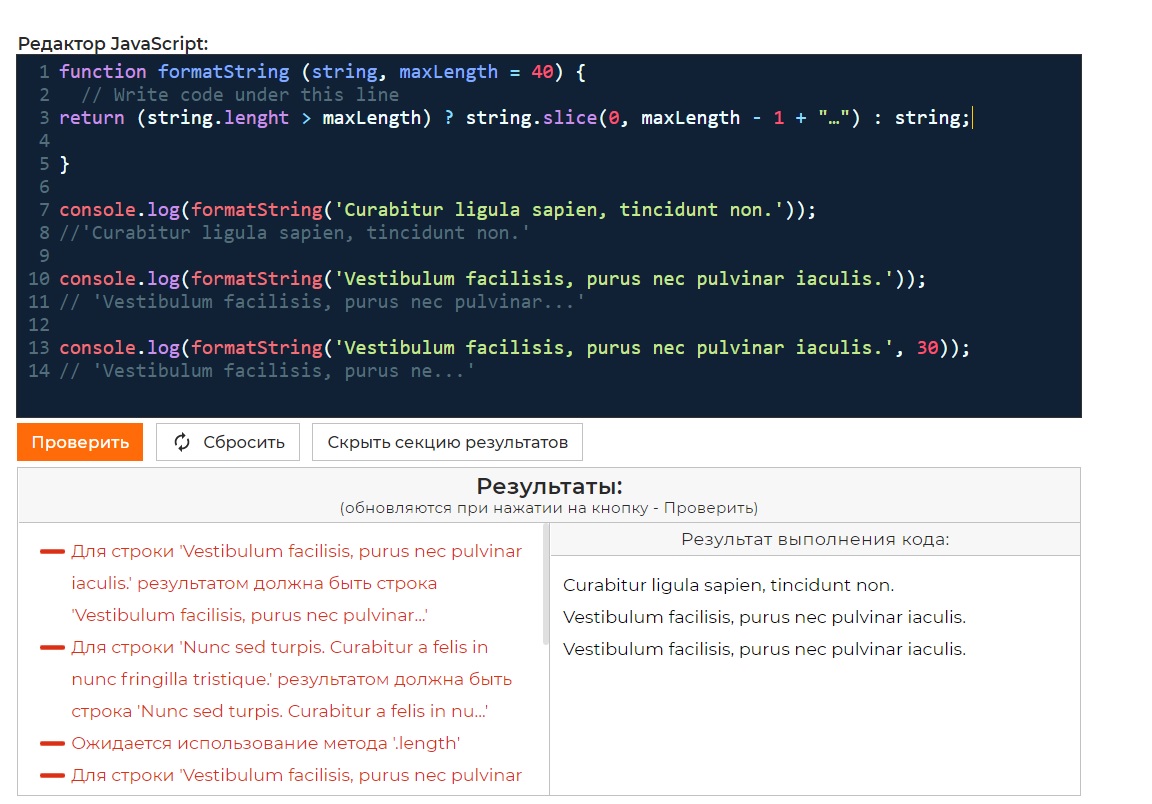 Редактор JavaScript:
1 function formatString (string, maxLength = 40) {
2 // Write code under this line
3 return (string.lenght > maxLength) ? string.slice(0, maxLength - 1 + "…") : string;
4
5 }
6
7 console.log(formatString('Curabitur ligula sapien, tincidunt non.'));
8 //'Curabitur ligula sapien, tincidunt non.'
9
10 console.log(formatString('Vestibulum facilisis, purus nec pulvinar iaculis.'));
11 // 'Vestibulum facilisis, purus nec pulvinar...'
12
13 console.log(formatString('Vestibulum facilisis, purus nec pulvinar iaculis.', 30));
14 // 'Vestibulum facilisis, purus ne...'
Проверить Сбросить Скрыть секцию результатов
Результаты:
(обновляются при нажатии на кнопку - Проверить)
Для строки 'Vestibulum facilisis, purus nec pulvinar
iaculis.' результатом должна быть строка
'Vestibulum facilisis, purus nec pulvinar...'
Для строки 'Nunc sed turpis. Curabitur a felis in
nunc fringilla tristique.' результатом должна быть
строка 'Nunc sed turpis. Curabitur a felis in nu...'
Ожидается использование метода '.length'
Для строки 'Vestibulum facilisis, purus nec pulvinar
Результат выполнения кода:
Curabitur ligula sapien, tincidunt non.
Vestibulum facilisis, purus nec pulvinar iaculis.
Vestibulum facilisis, purus nec pulvinar iaculis.